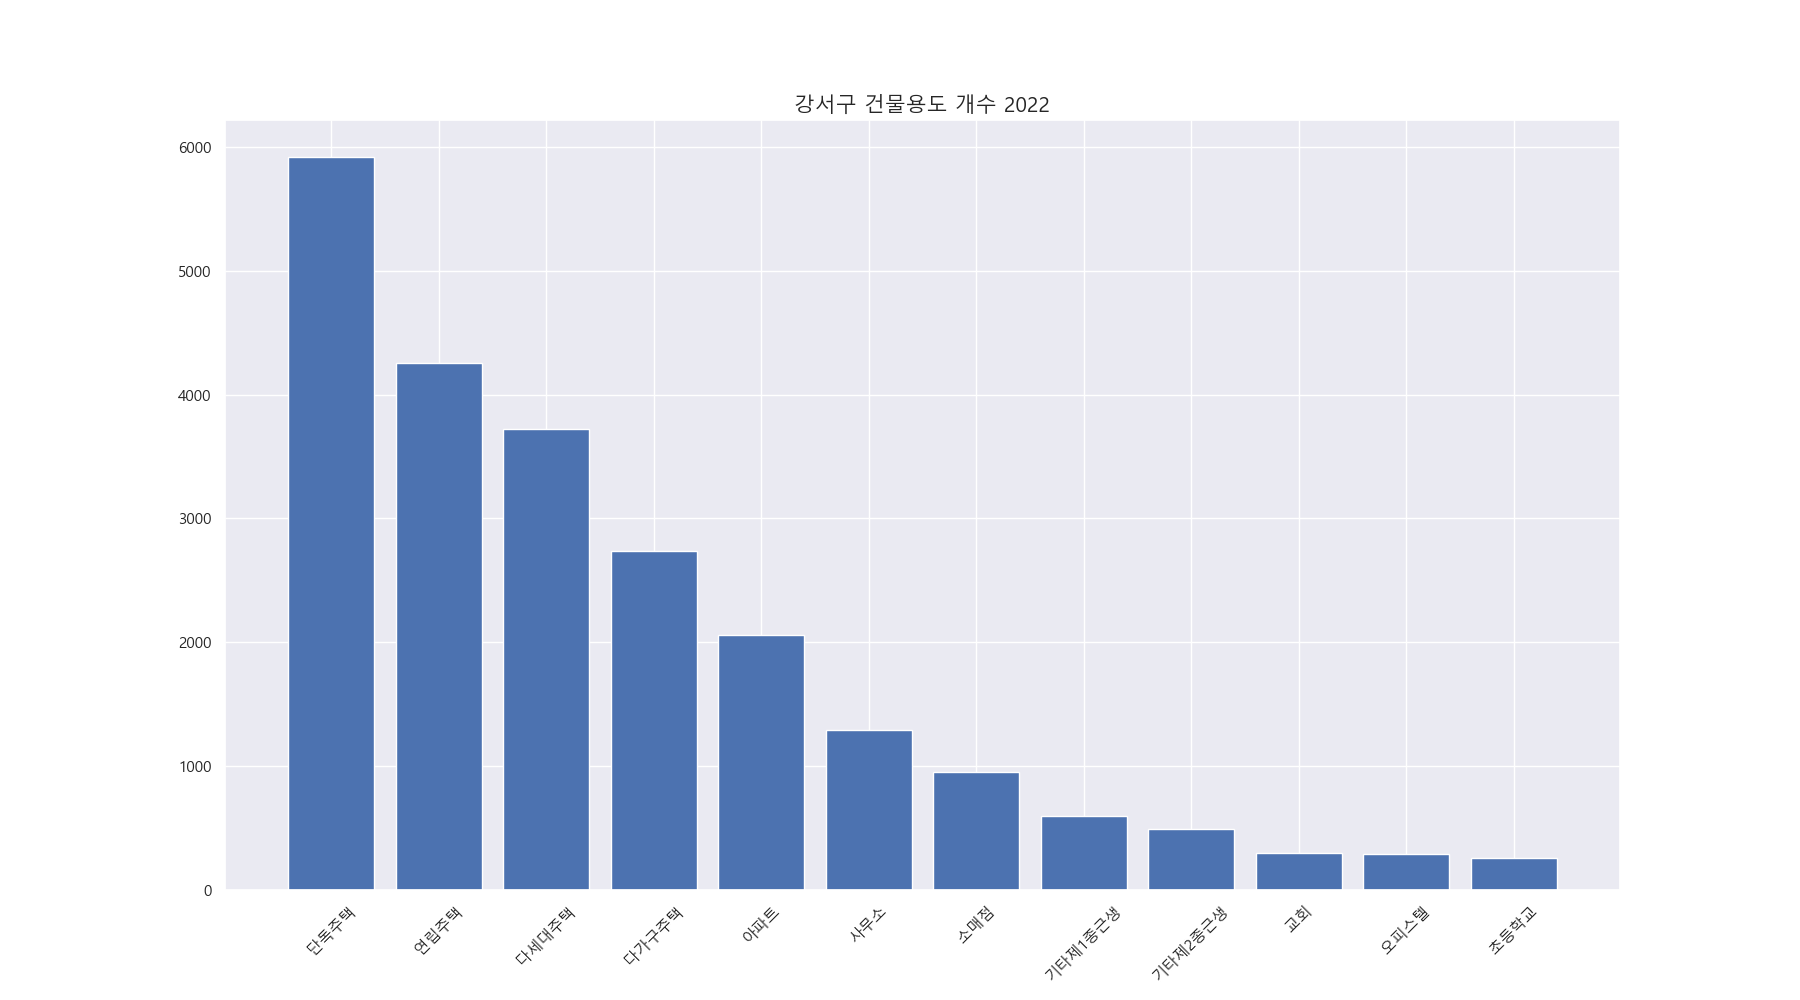 강서구 건물용도 개수 2022
6000
5000
4000
3000
2000
1000
0
단독주택
연립주택
다세대주택
다가구주택
아파트
사무소
소매점
기타제1종근생
기타제2종근생
교회
오피스텔
초등학교